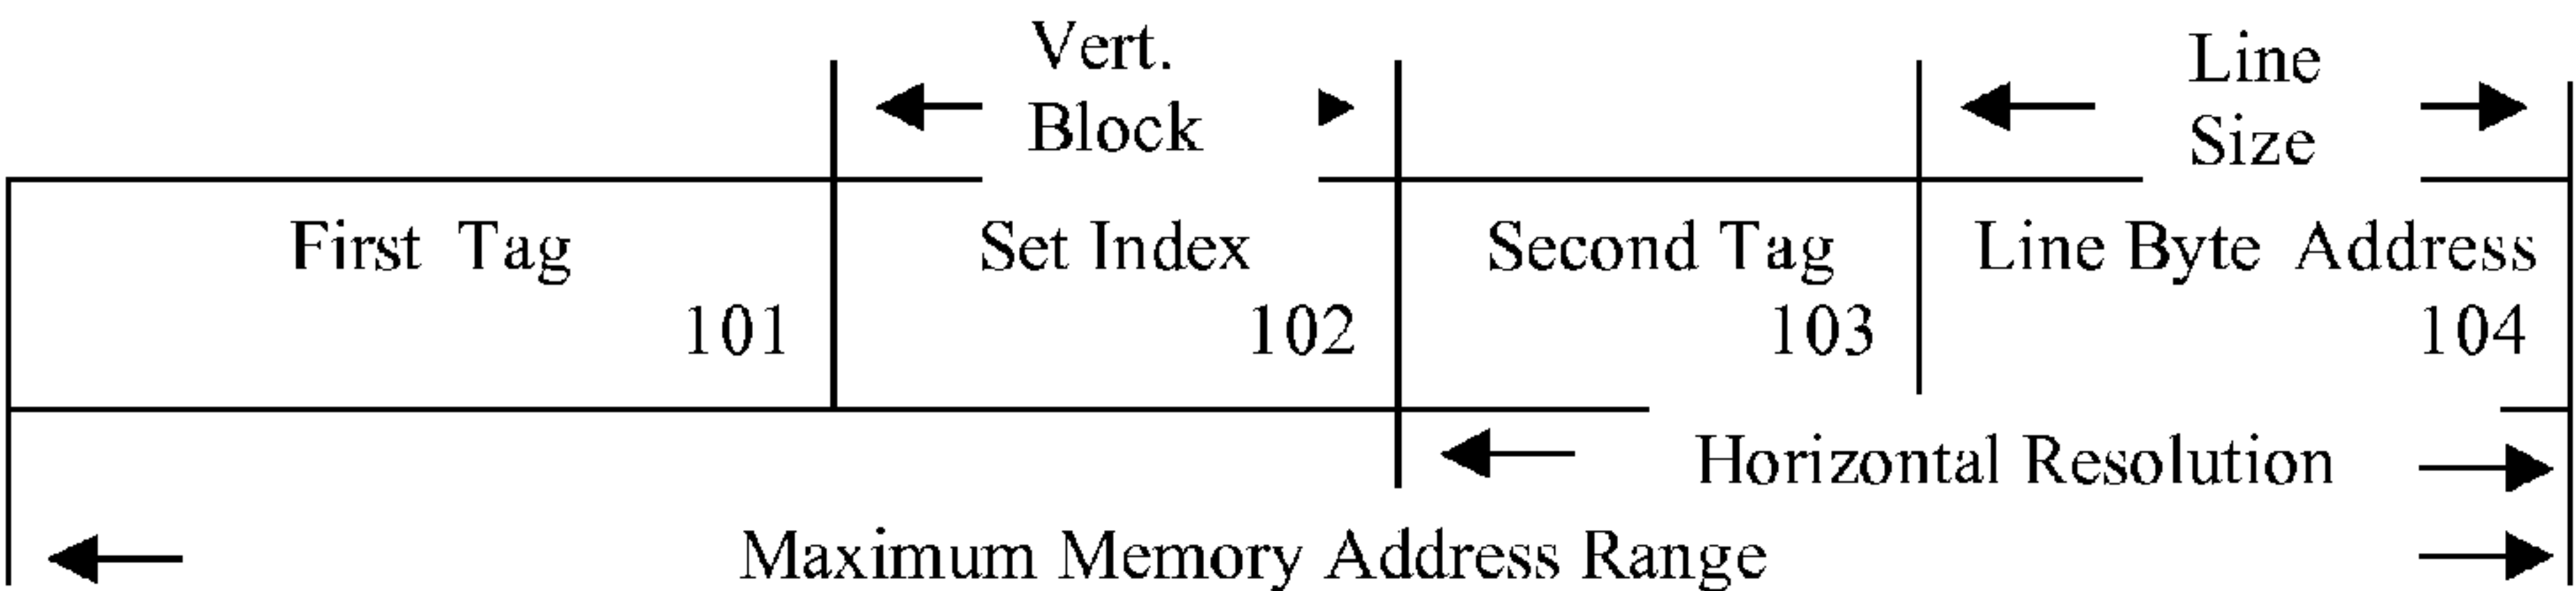 Vert.
Block
Line
Size
First Tag
101
Set Index
102
Second Tag
103
Line Byte Address
104
Horizontal Resolution
Maximum Memory Address Range